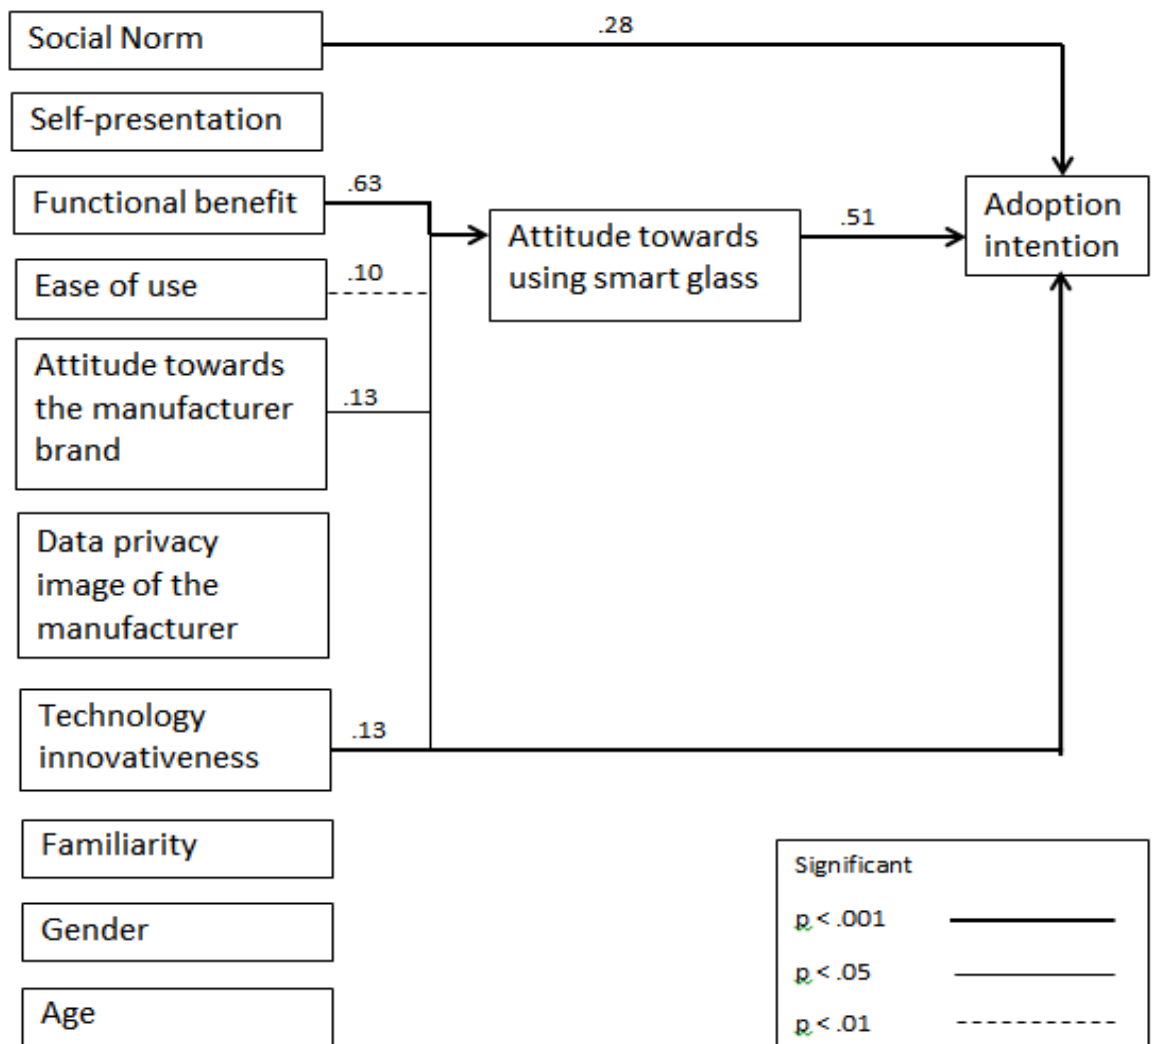 Social Norm
.28
Self-presentation
Functional benefit
.63
Attitude towards
using smart glass
.51
Adoption
intention
Ease of use
.10
Attitude towards
the manufacturer
brand
.13
Data privacy
image of the
manufacturer
Technology
innovativeness
.13
Familiarity
Gender
Age
Significant
p < .001
p < .05
p < .01